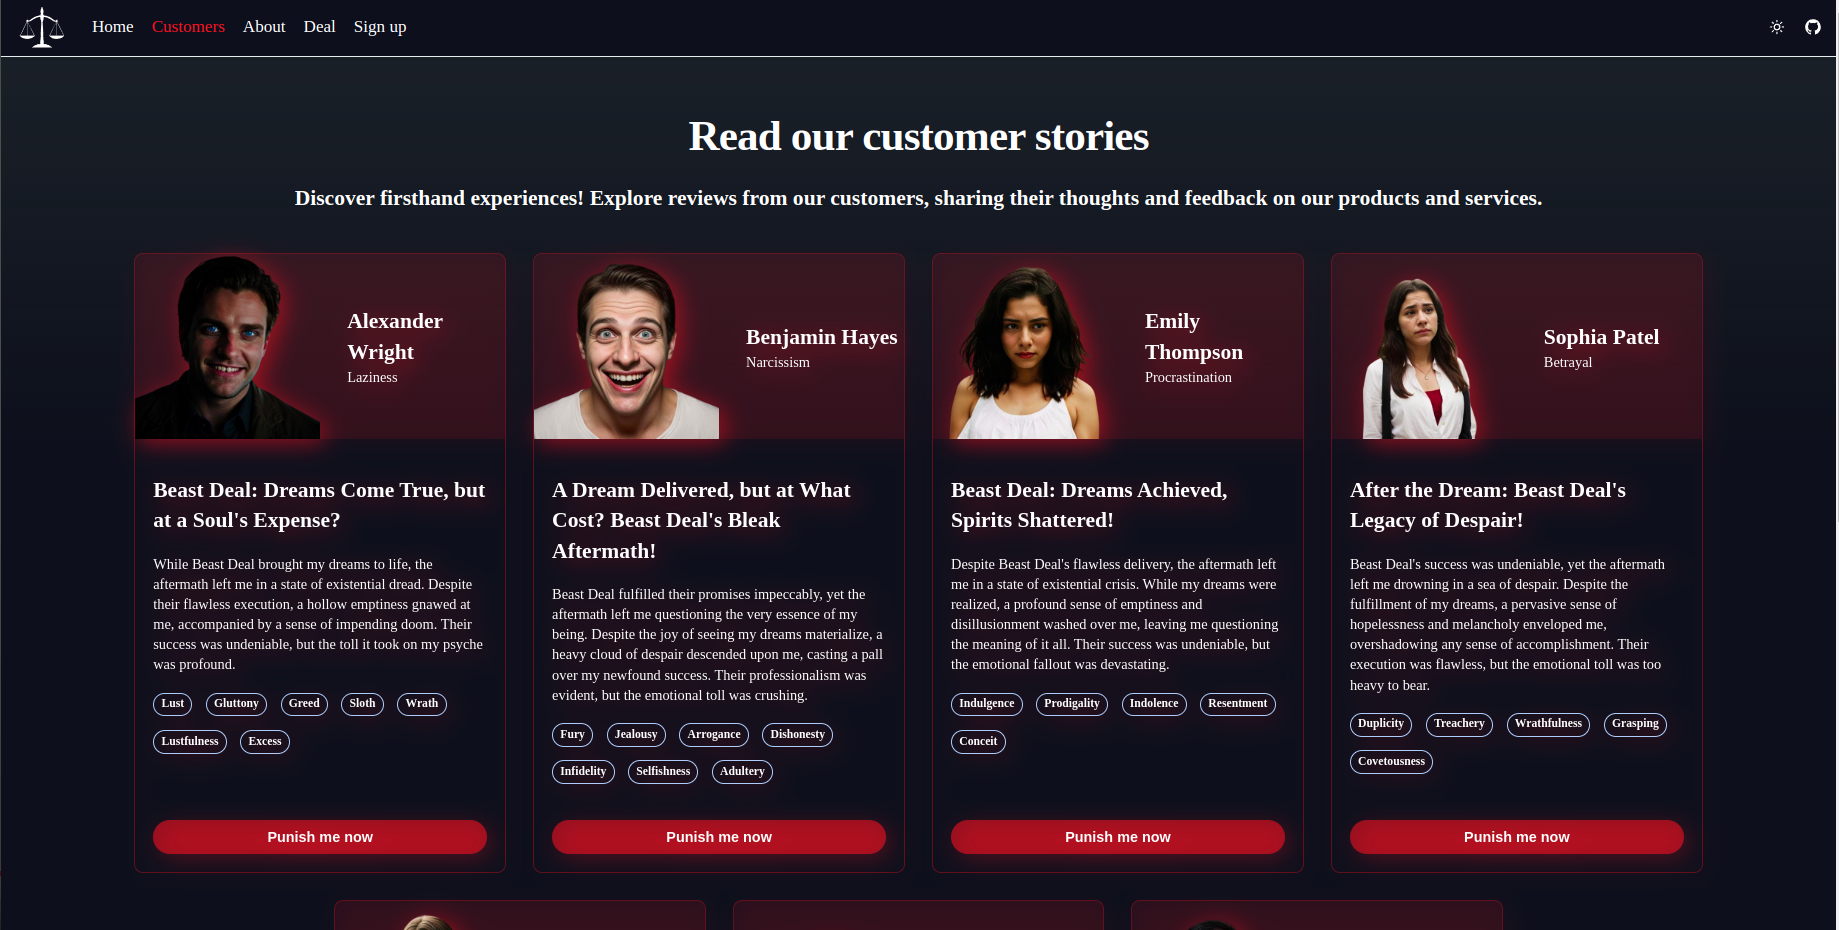 Home Customers About Deal Sign up
Read our customer stories
Discover firsthand experiences! Explore reviews from our customers, sharing their thoughts and feedback on our products and services.
Alexander
Wright
Laziness
Beast Deal: Dreams Come True, but
at a Soul's Expense?
While Beast Deal brought my dreams to life, the
aftermath left me in a state of existential dread. Despite
their flawless execution, a hollow emptiness gnawed at
me, accompanied by a sense of impending doom. Their
success was undeniable, but the toll it took on my psyche
was profound.
Lust Gluttony Greed Sloth Wrath
Lustfulness Excess
Punish me now
Benjamin Hayes
Narcissism
A Dream Delivered, but at What
Cost? Beast Deal's Bleak
Aftermath!
Beast Deal fulfilled their promises impeccably, yet the
aftermath left me questioning the very essence of my
being. Despite the joy of seeing my dreams materialize, a
heavy cloud of despair descended upon me, casting a pall
over my newfound success. Their professionalism was
evident, but the emotional toll was crushing.
Fury Jealousy Arrogance Dishonesty
Infidelity Selfishness Adultery
Punish me now
Emily
Thompson
Procrastination
Beast Deal: Dreams Achieved,
Spirits Shattered!
Despite Beast Deal's flawless delivery, the aftermath left
me in a state of existential crisis. While my dreams were
realized, a profound sense of emptiness and
disillusionment washed over me, leaving me questioning
the meaning of it all. Their success was undeniable, but
the emotional fallout was devastating.
Indulgence Prodigality Indolence Resentment
Conceit
Punish me now
Sophia Patel
Betrayal
After the Dream: Beast Deal's
Legacy of Despair!
Beast Deal's success was undeniable, yet the aftermath
left me drowning in a sea of despair. Despite the
fulfillment of my dreams, a pervasive sense of
hopelessness and melancholy enveloped me,
overshadowing any sense of accomplishment. Their
execution was flawless, but the emotional toll was too
heavy to bear.
Duplicity Treachery Wrathfulness Grasping
Covetousness
Punish me now